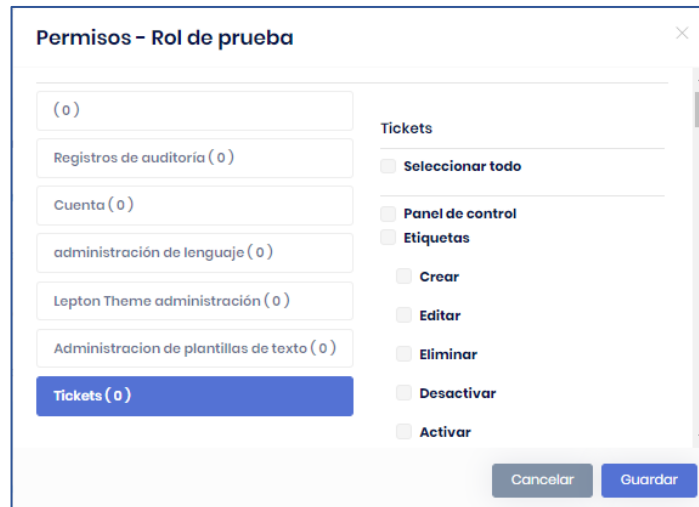 Permisos - Rol de prueba
( 0 )
Registros de auditoría ( 0 )
Cuenta ( 0 )
administración de lenguaje ( 0 )
Lepton Theme administración ( 0 )
Administracion de plantillas de texto ( 0 )
Tickets ( 0 )
Tickets
Seleccionar todo
Panel de control
Etiquetas
Crear
Editar
Eliminar
Desactivar
Activar
Cancelar
Guardar